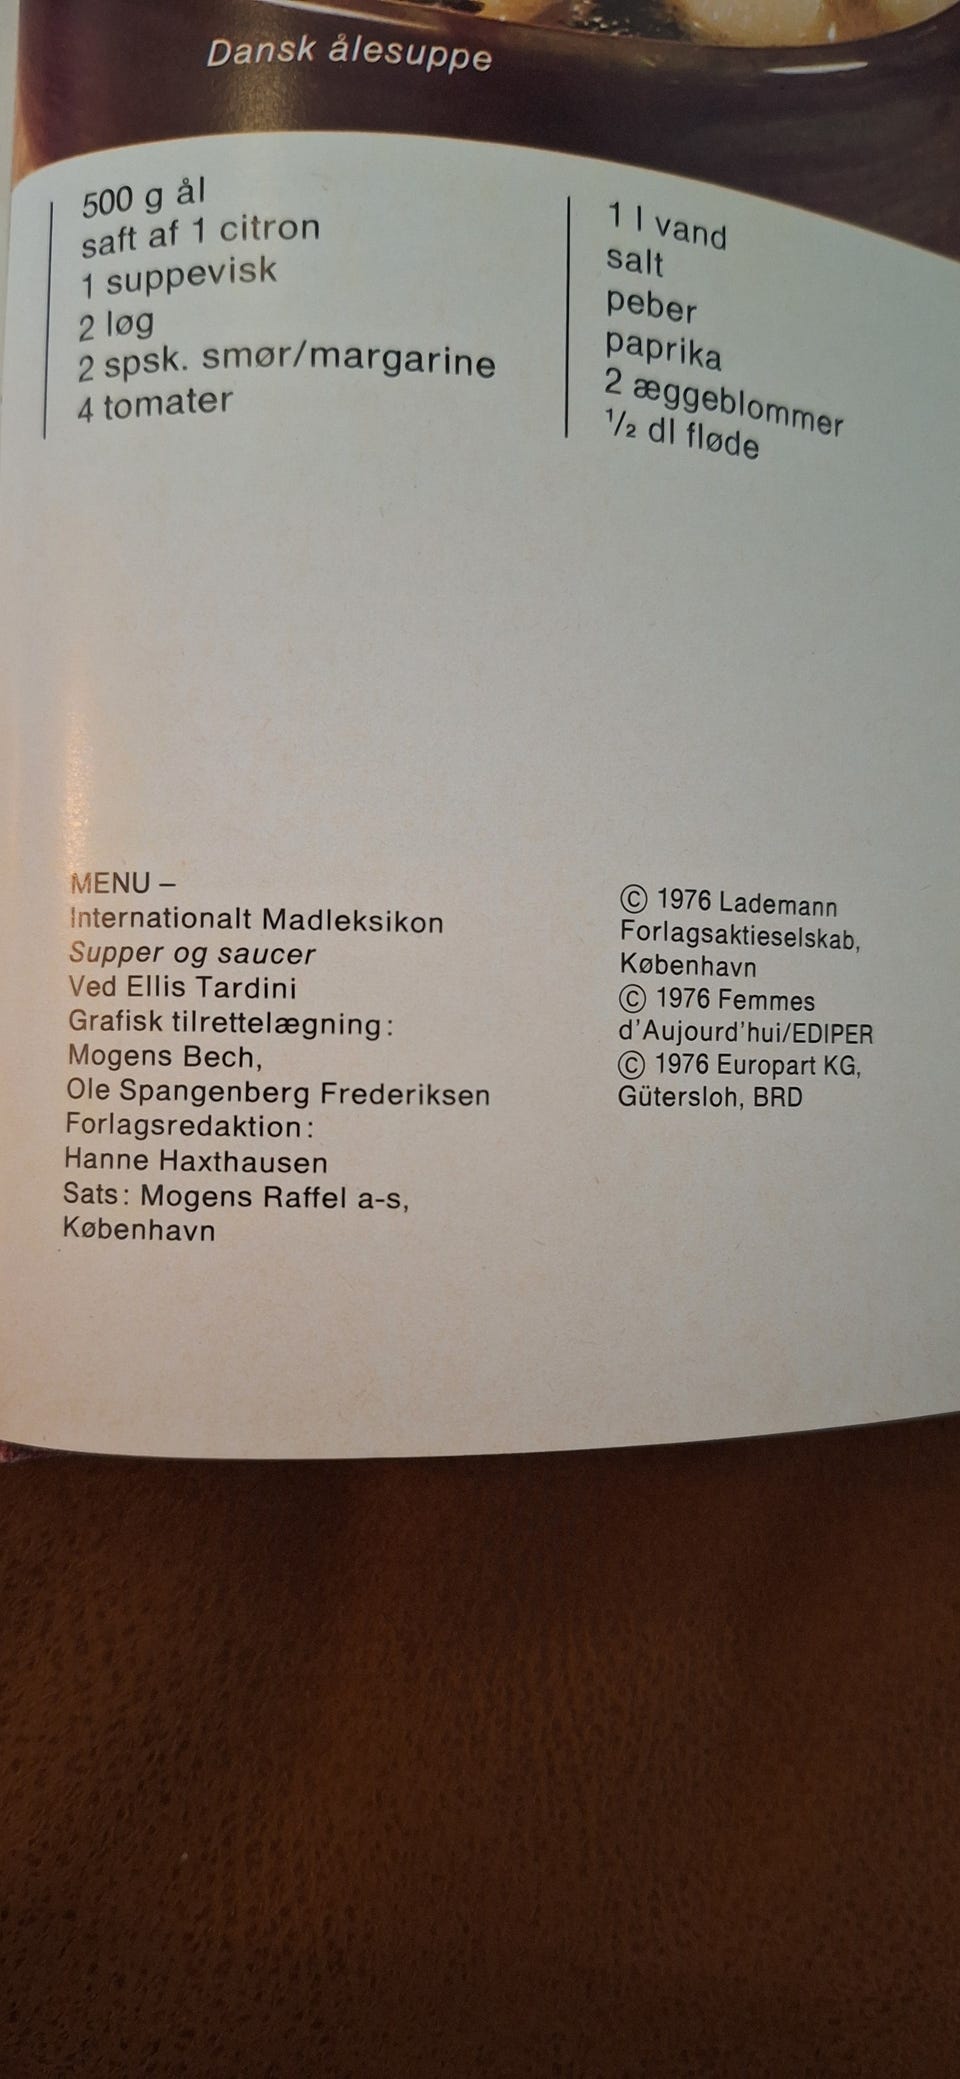 Dansk ålesuppe
500 g ål
saft af 1 citron
1 suppevisk
2 løg
2 spsk. smør/margarine
4 tomater
1 l vand
salt
peber
paprika
2 æggeblommer
½ dl fløde
MENU –
Internationalt Madleksikon
Supper og saucer
Ved Ellis Tardini
Grafisk tilrettelægning:
Mogens Bech,
Ole Spangenberg Frederiksen
Forlagsredaktion:
Hanne Haxthausen
Sats: Mogens Raffel a-s,
København
© 1976 Lademann
Forlagsaktieselskab,
København
© 1976 Femmes
d'Aujourd'hui/EDIPER
© 1976 Europart KG,
Gütersloh, BRD